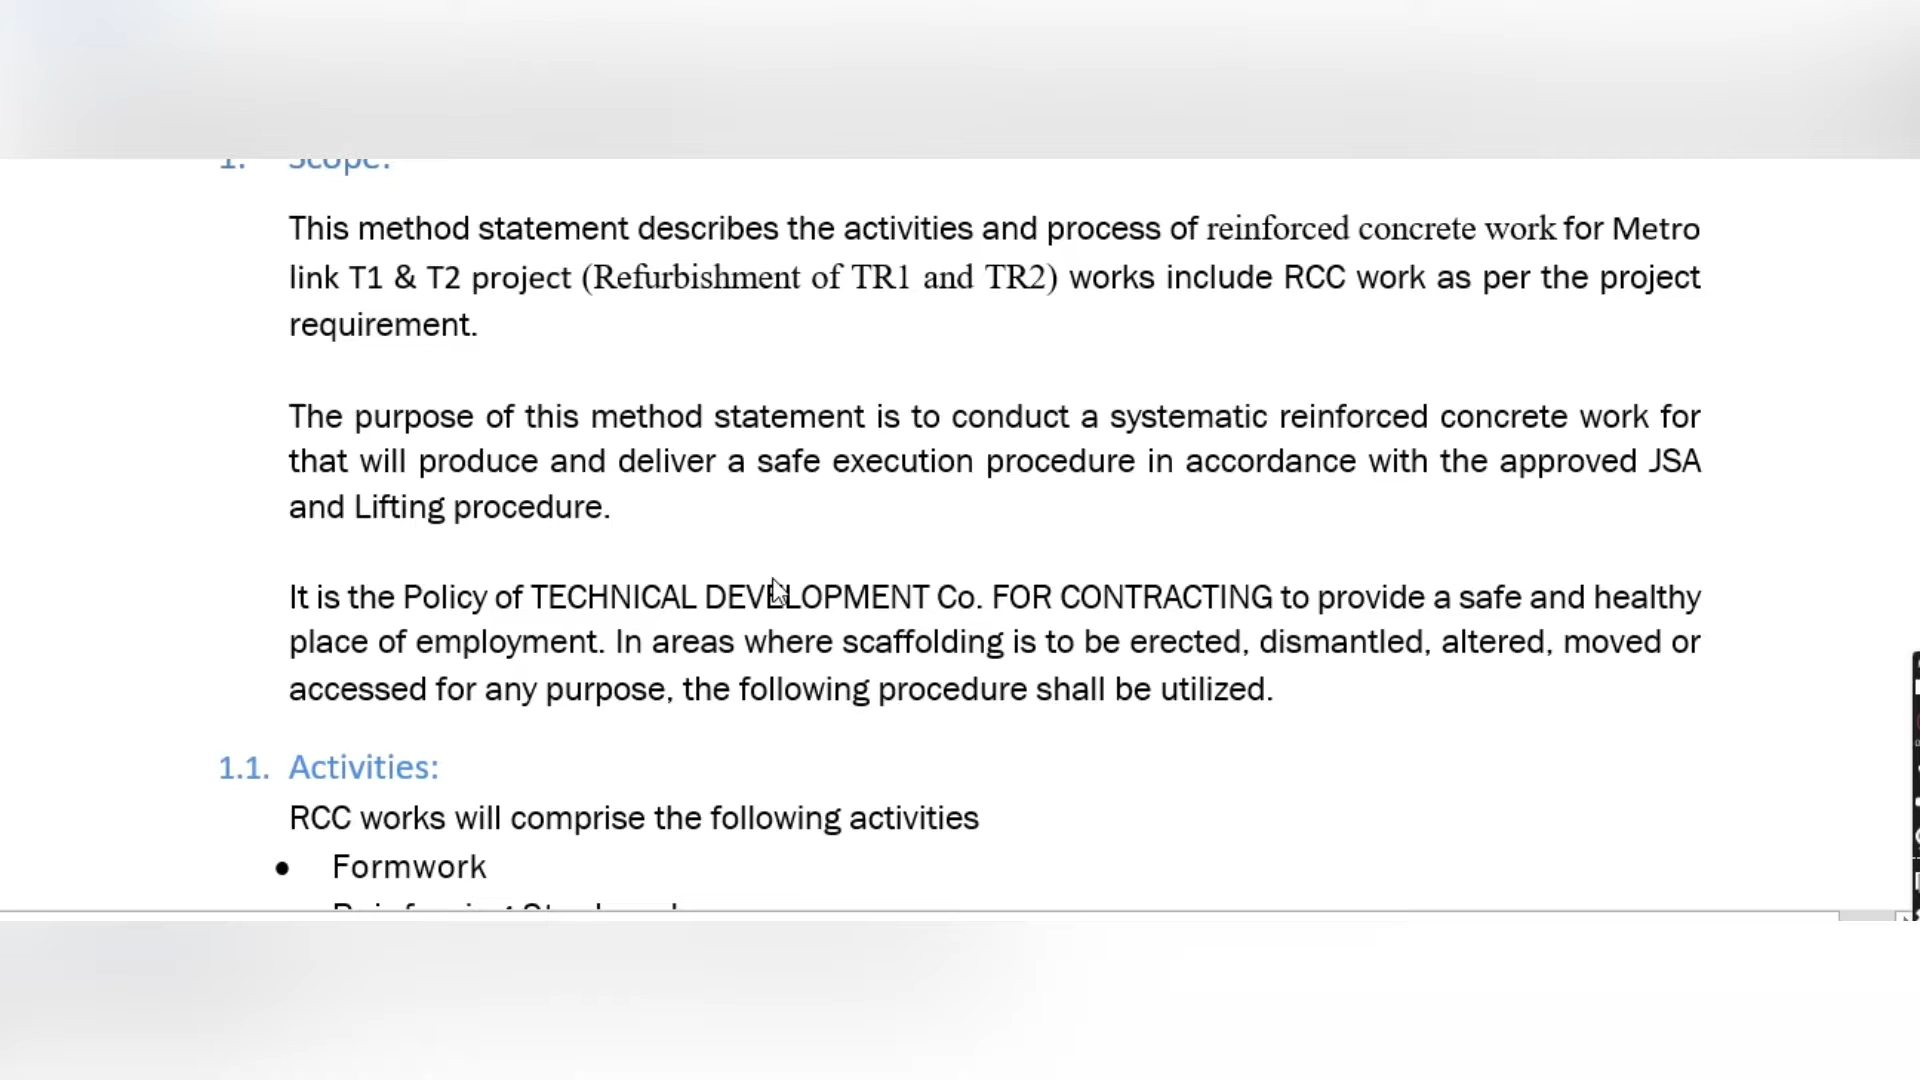 1. Scope:
This method statement describes the activities and process of reinforced concrete work for Metro
link T1 & T2 project (Refurbishment of TR1 and TR2) works include RCC work as per the project
requirement.
The purpose of this method statement is to conduct a systematic reinforced concrete work for
that will produce and deliver a safe execution procedure in accordance with the approved JSA
and Lifting procedure.
It is the Policy of TECHNICAL DEVELOPMENT Co. FOR CONTRACTING to provide a safe and healthy
place of employment. In areas where scaffolding is to be erected, dismantled, altered, moved or
accessed for any purpose, the following procedure shall be utilized.
1.1. Activities:
RCC works will comprise the following activities
● Formwork